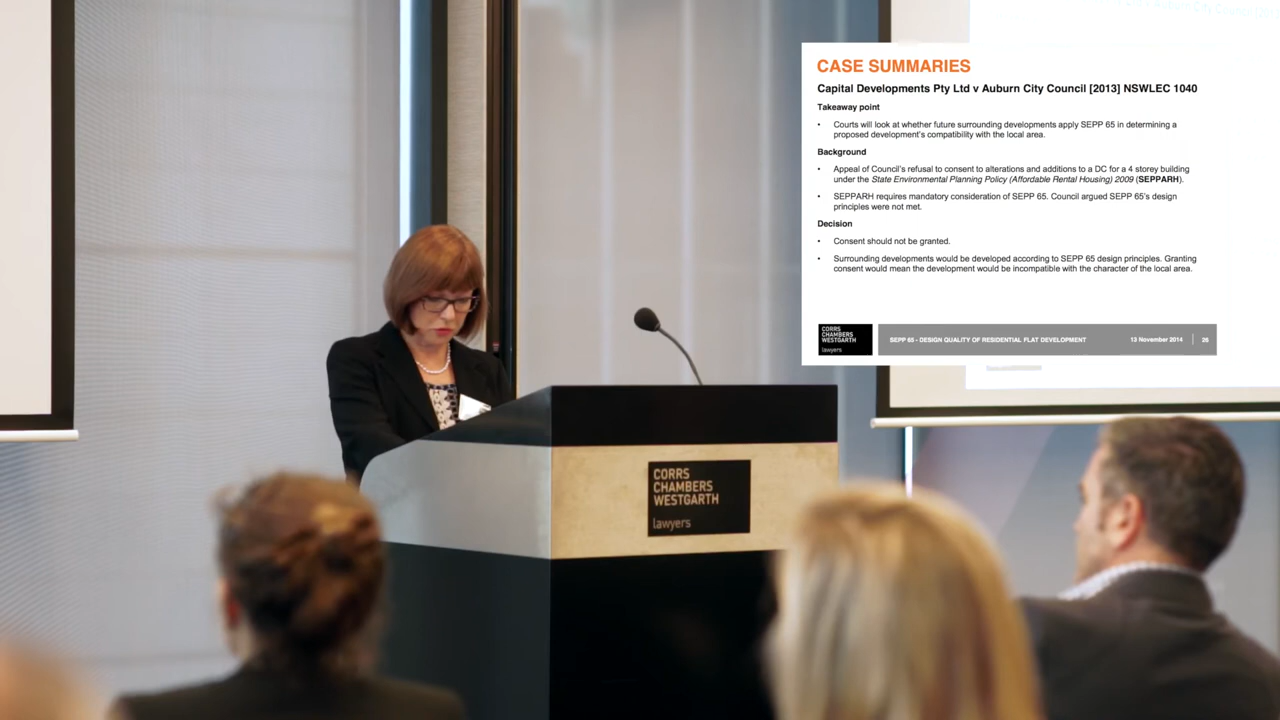 CASE SUMMARIES
Capital Developments Pty Ltd v Auburn City Council [2013] NSWLEC 1040
Takeaway point
• Courts will look at whether future surrounding developments apply SEPP 65 in determining a
proposed development's compatibility with the local area.
Background
• Appeal of Council's refusal to consent to alterations and additions to a DC for a 4 storey building
under the State Environmental Planning Policy (Affordable Rental Housing) 2009 (SEPPARH).
• SEPPARH requires mandatory consideration of SEPP 65. Council argued SEPP 65's design
principles were not met.
Decision
• Consent should not be granted.
• Surrounding developments would be developed according to SEPP 65 design principles. Granting
consent would mean the development would be incompatible with the character of the local area.
CORRS
CHAMBERS
WESTGARTH
lawyers
SEPP 65 - DESIGN QUALITY OF RESIDENTIAL FLAT DEVELOPMENT 13 November 2014 26
CORRS
CHAMBERS
WESTGARTH
lawyers